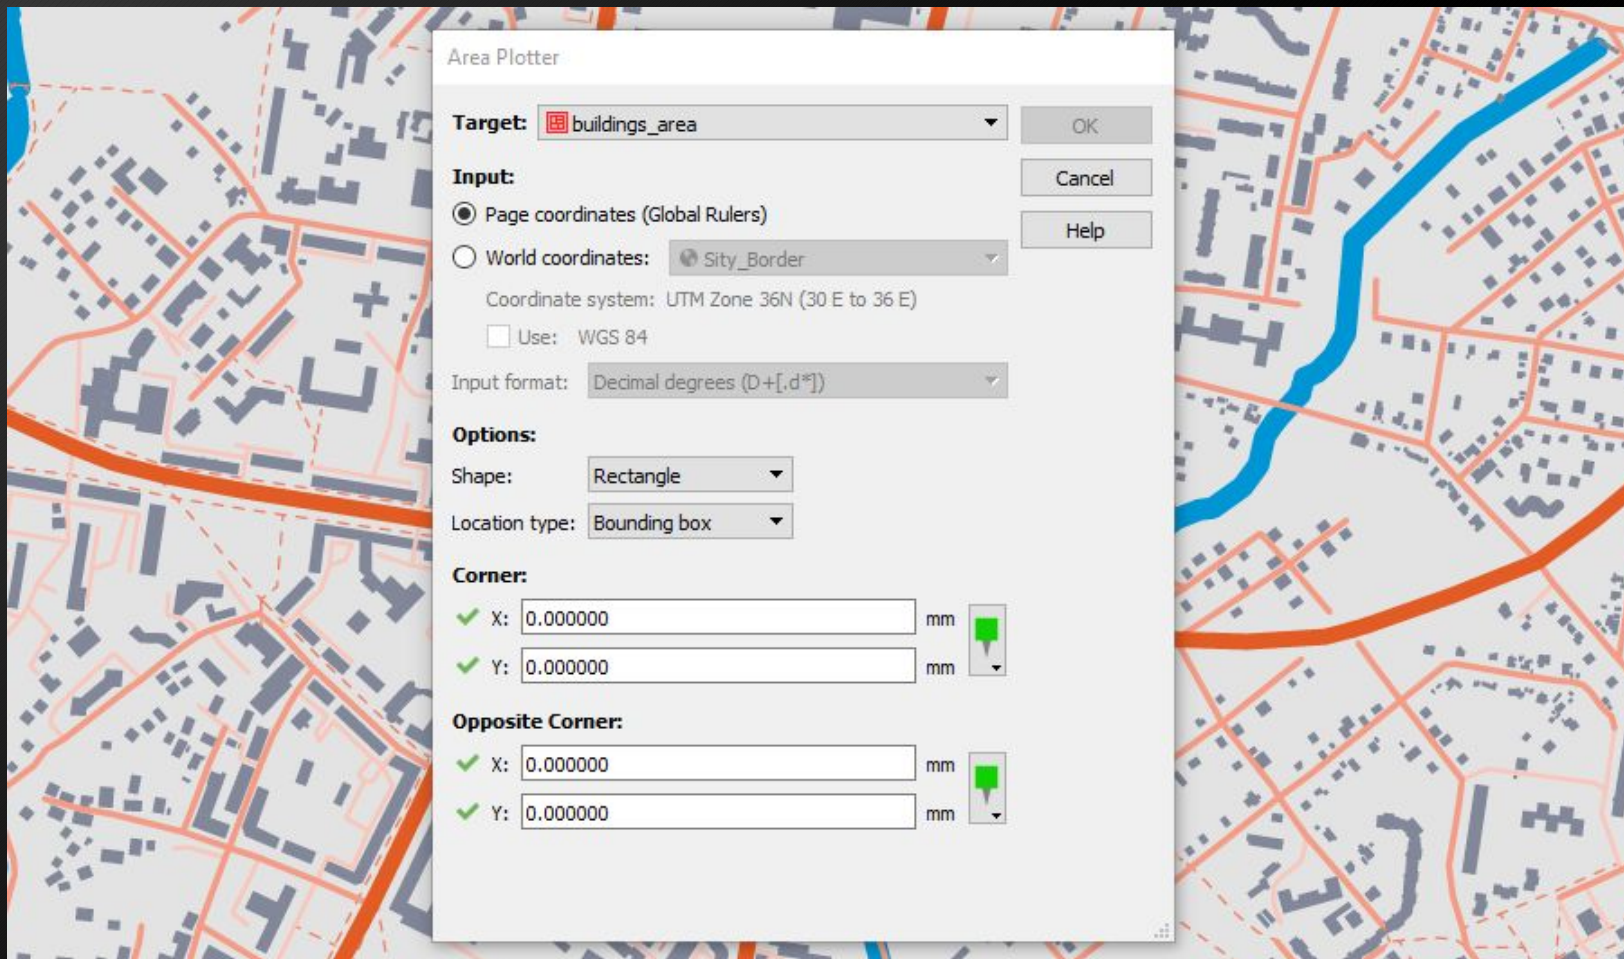 Area Plotter
Target: buildings_area OK
Input: Cancel
Page coordinates (Global Rulers) Help
World coordinates: Sity_Border
Coordinate system: UTM Zone 36N (30 E to 36 E)
Use: WGS 84
Input format: Decimal degrees (D+[.d*])
Options:
Shape: Rectangle
Location type: Bounding box
Corner:
X: 0.000000 mm
Y: 0.000000 mm
Opposite Corner:
X: 0.000000 mm
Y: 0.000000 mm